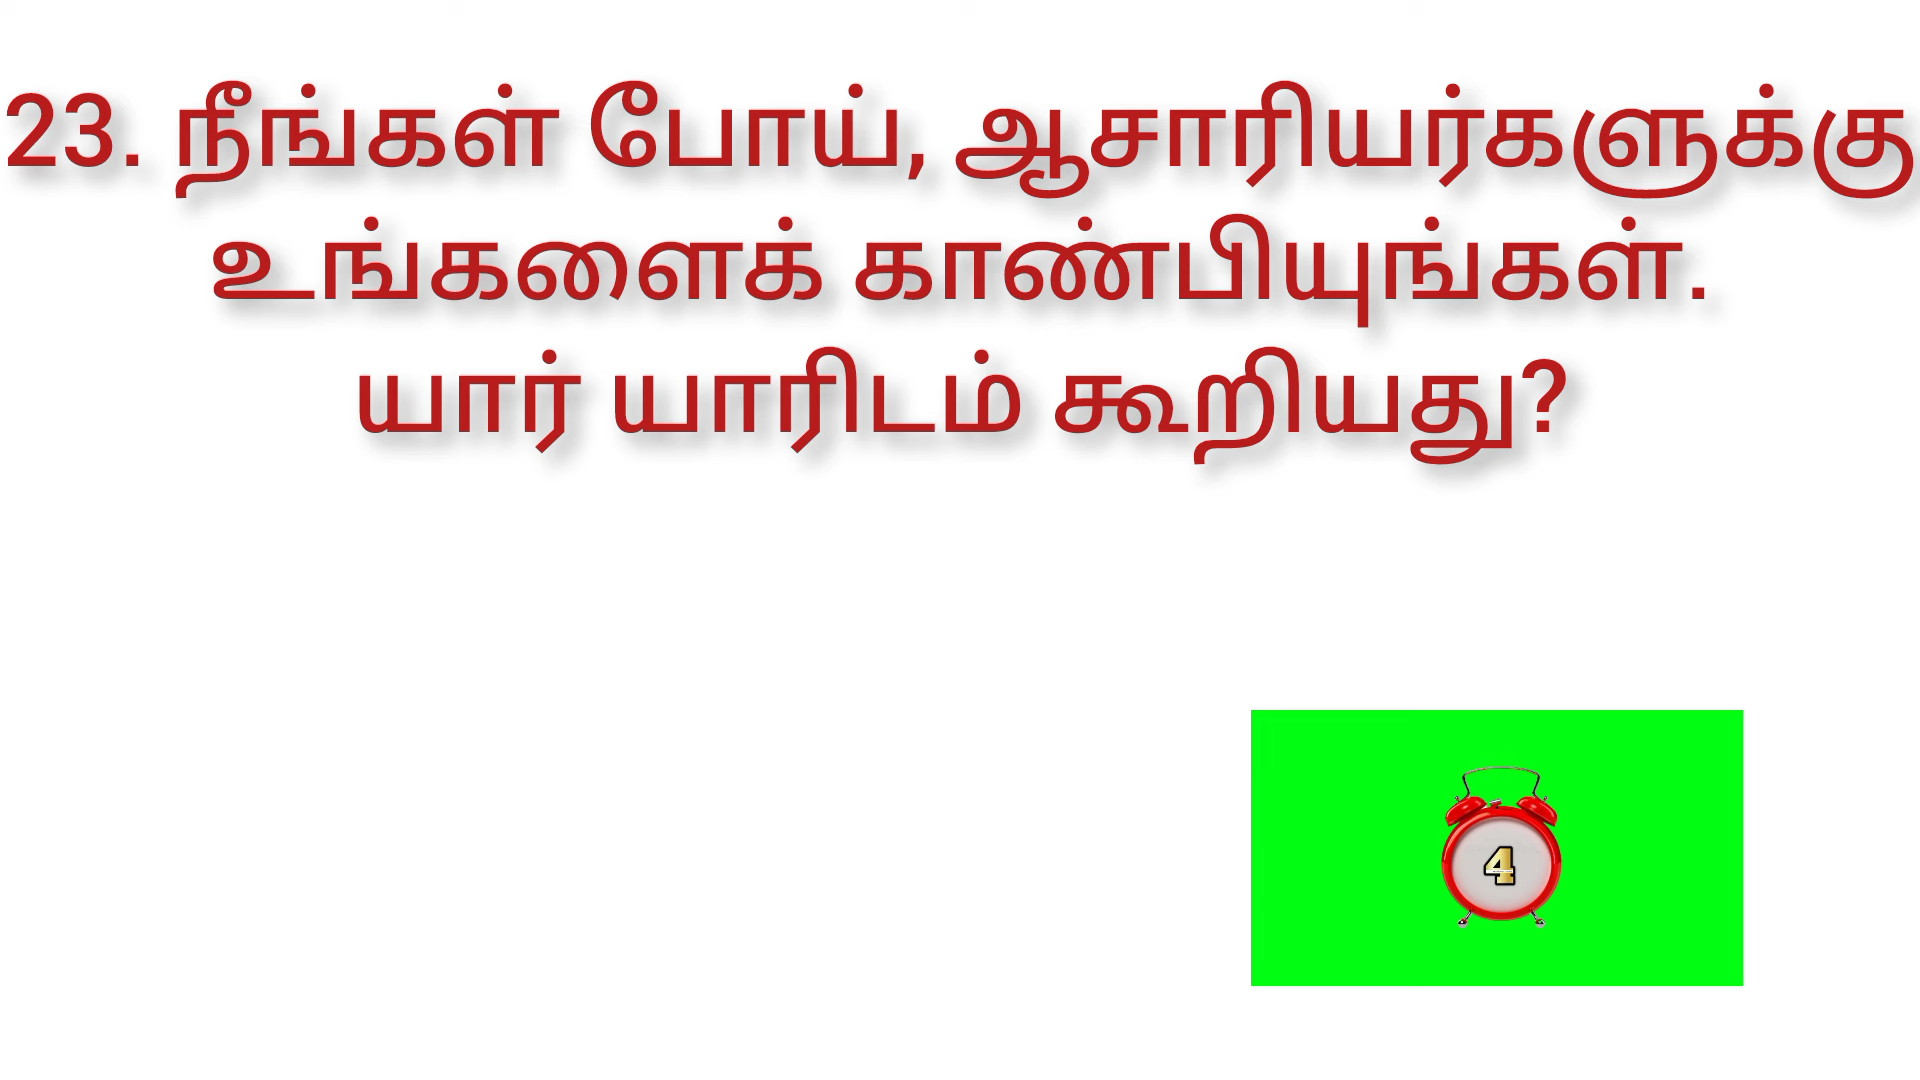 23. நீங்கள் போய், ஆசாரியர்களுக்கு
உங்களைக் காண்பியுங்கள்.
யார் யாரிடம் கூறியது?
4